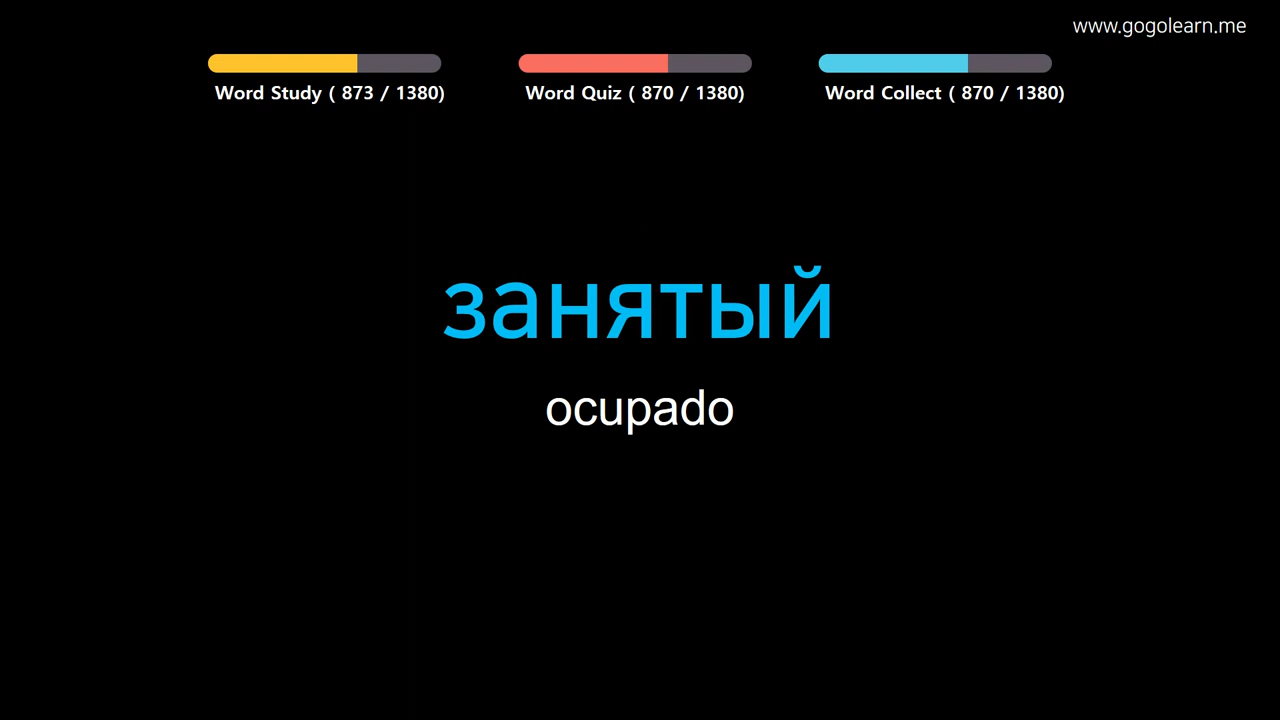 www.gogolearn.me
Word Study ( 873 / 1380)
Word Quiz ( 870 / 1380)
Word Collect ( 870 / 1380)
занятый
ocupado